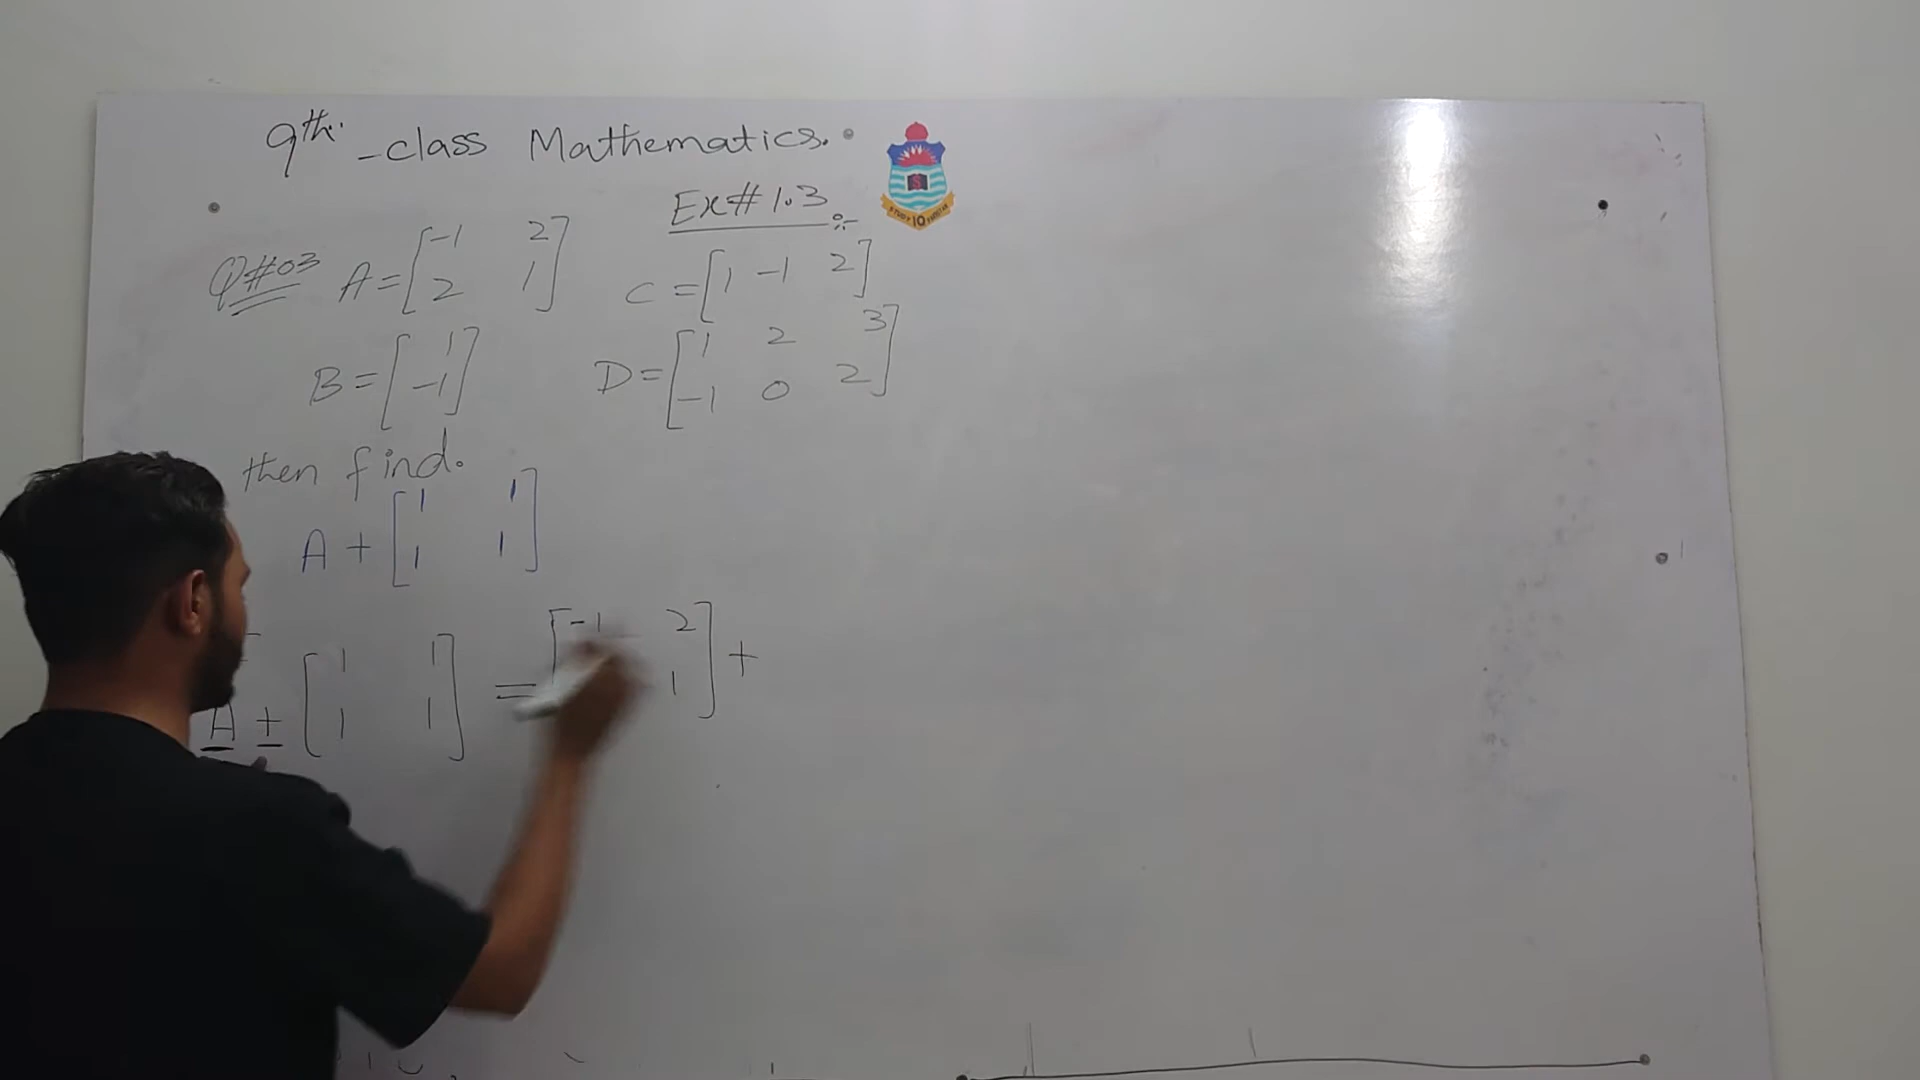 9th. -class Mathematics.
Ex# 1.3 :-
Q#03 A = [-1 2
2 1] C = [1 -1 2]
B = [1
-1] D = [1 2 3
-1 0 2]
then find.
A + [1 1
1 1]
A + [1 1
1 1] = [-1 2
1] +
10